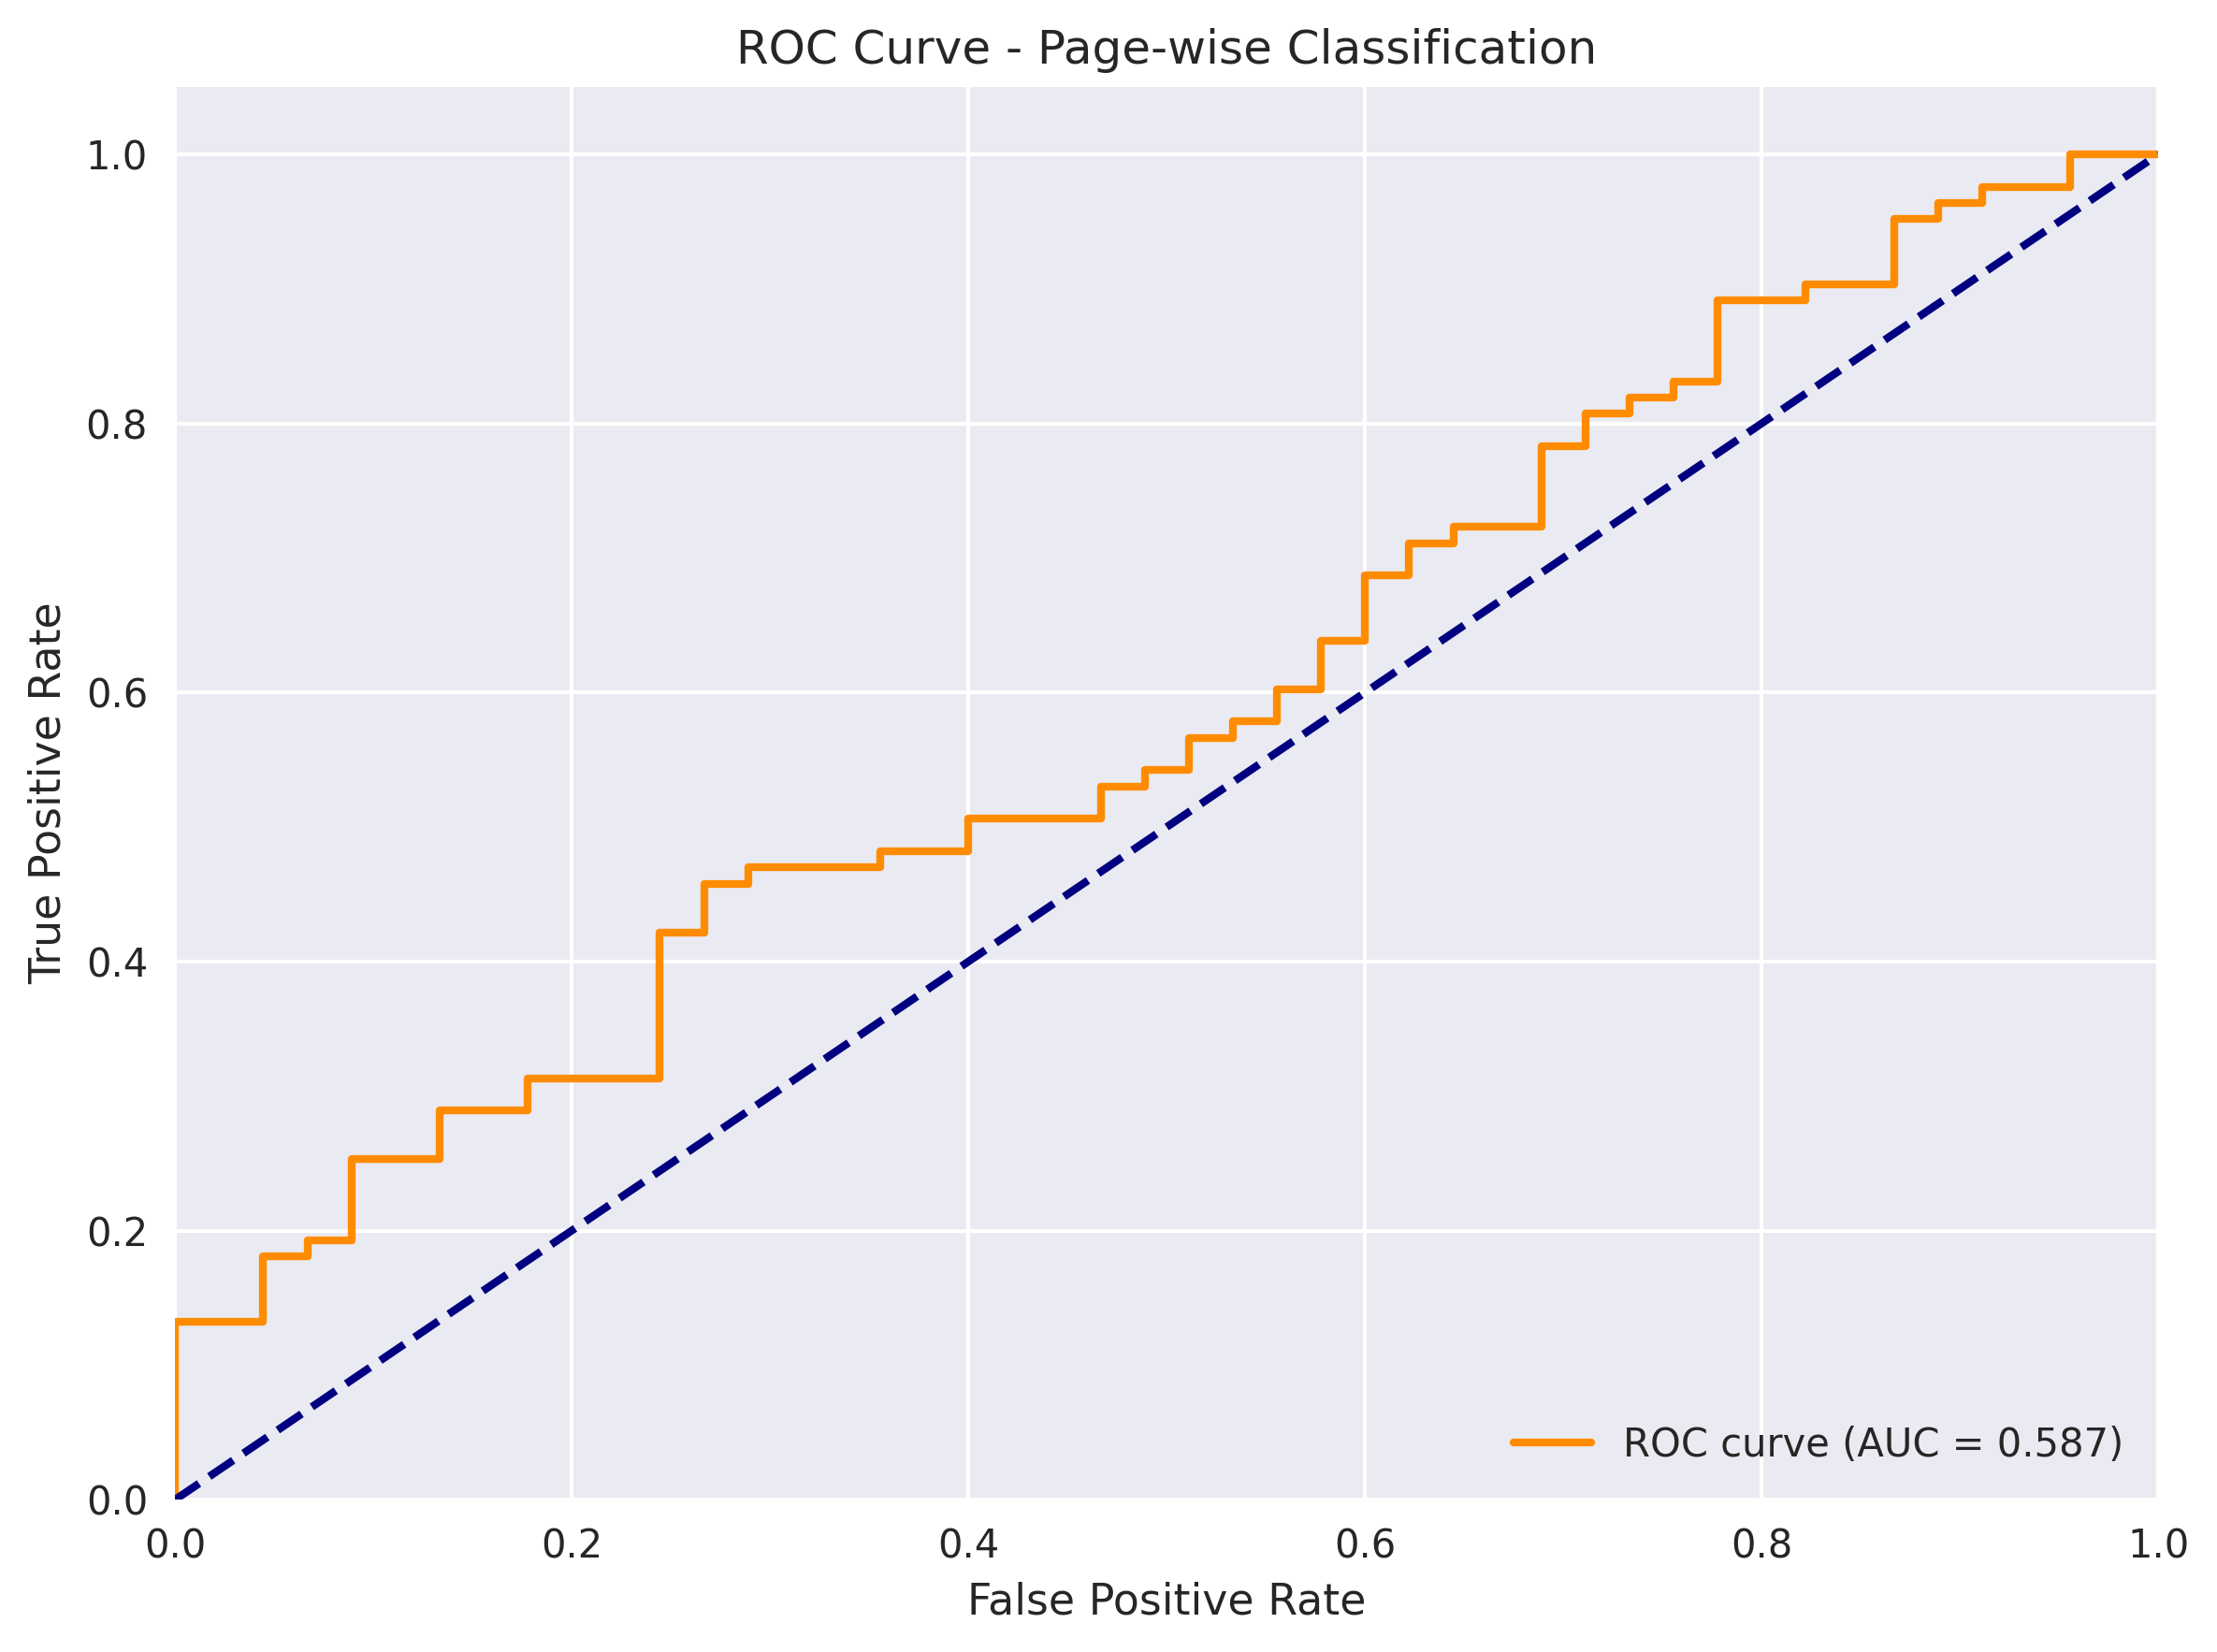 ROC Curve - Page-wise Classification
1.0
0.8
0.6
0.4
0.2
0.0
True Positive Rate
ROC curve (AUC = 0.587)
0.0 0.2 0.4 0.6 0.8 1.0
False Positive Rate